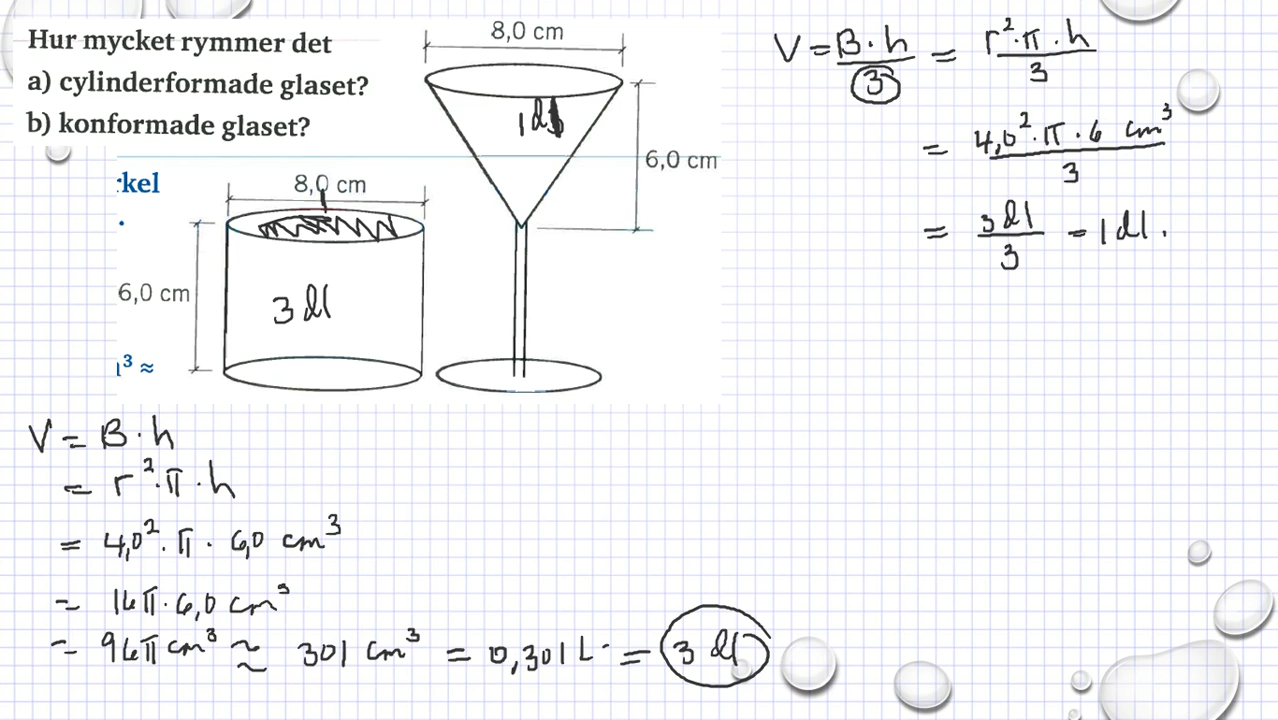 Hur mycket rymmer det
a) cylinderformade glaset?
b) konformade glaset?
8,0 cm
1 dl
6,0 cm
:kel
.
8,0 cm
6,0 cm
3 dl
ı³ ≈
V = B · h
= r² · π · h
= 4,0² · π · 6,0 cm³
= 16π · 6,0 cm³
= 96π cm³ ≈ 301 cm³ = 0,301 L = 3 dl
V = B · h / 3 = r² · π · h / 3
= 4,0² · π · 6 cm³ / 3
= 3 dl / 3 = 1 dl.